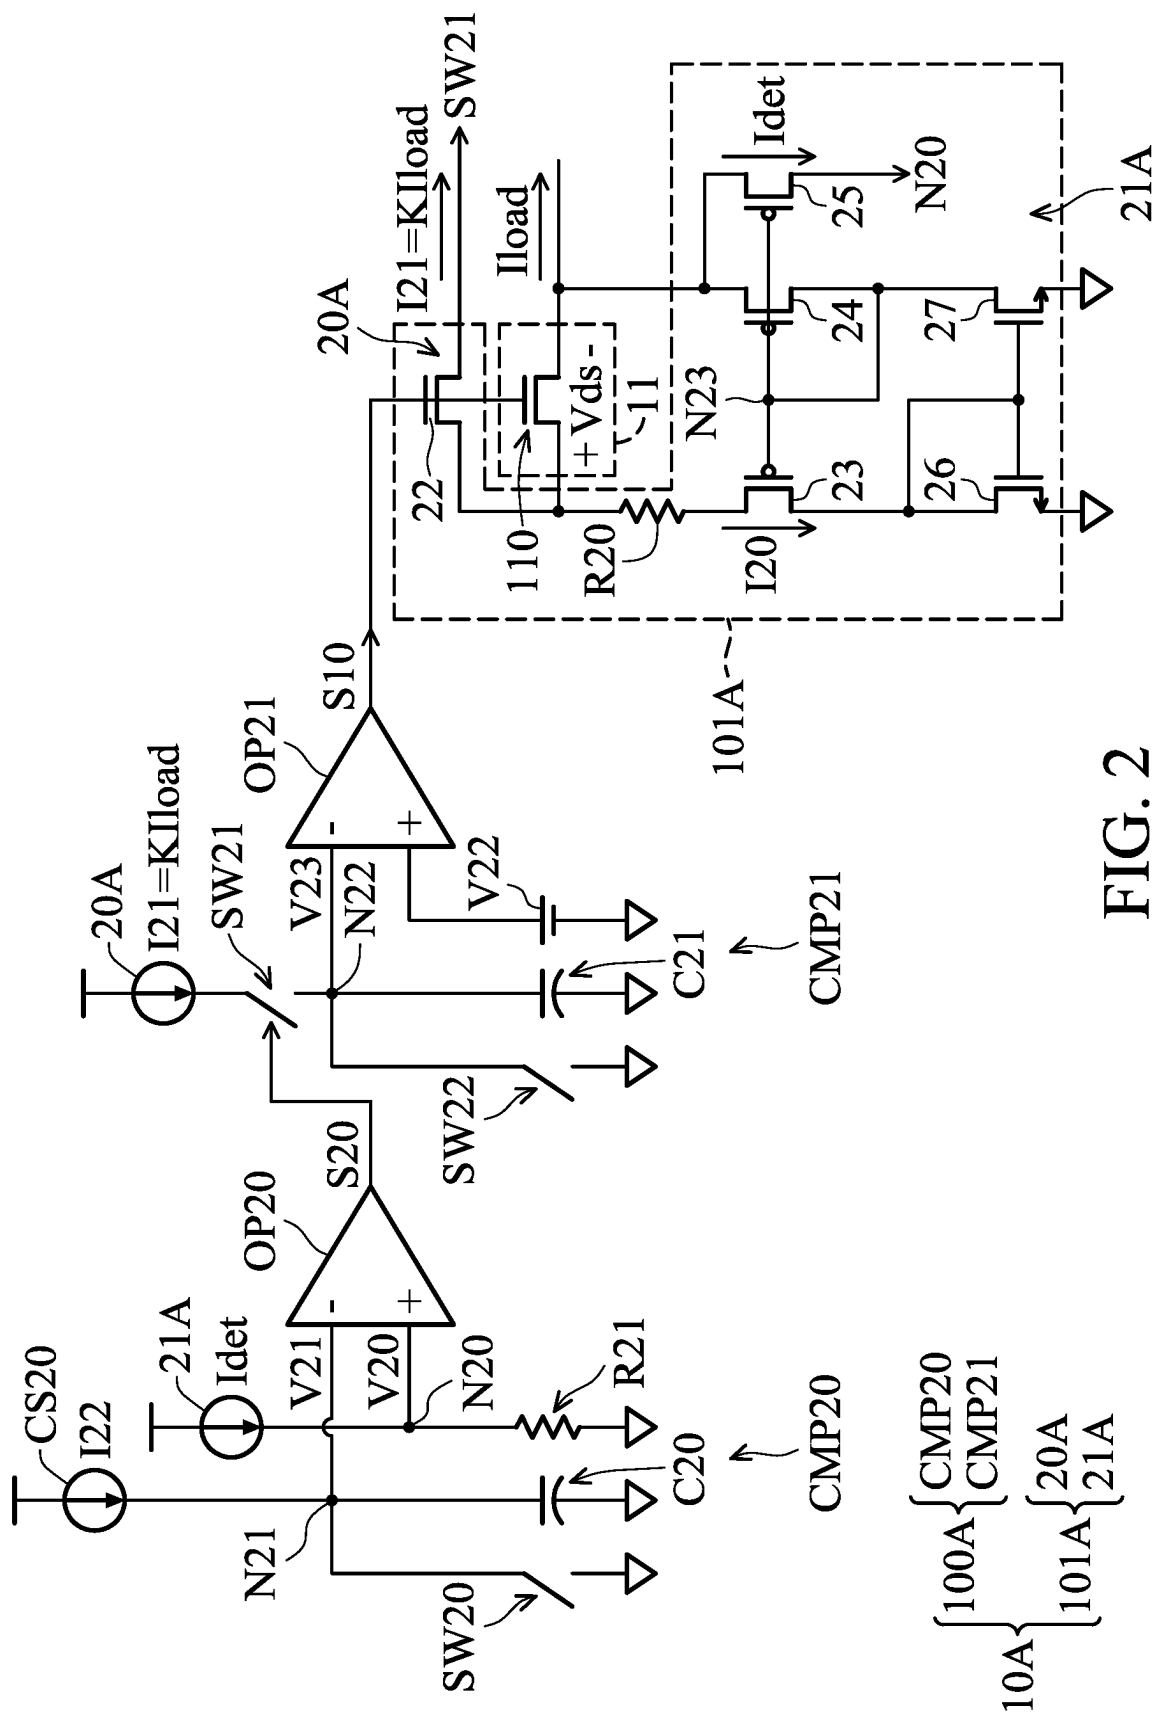 CS20
I22
21A
Idet
OP20
V21
V20
N20
N21
S20
SW20
C20
R21
CMP20
20A
I21=KIload
SW21
OP21
V23
N22
V22
S10
SW22
C21
CMP21
20A
I21=KIload
SW21
22
Iload
110
+ Vds -
11
R20
I20
23
N23
24
25
Idet
N20
26
27
21A
101A
- +
- +
10A
100A
CMP20
CMP21
101A
20A
21A
FIG. 2